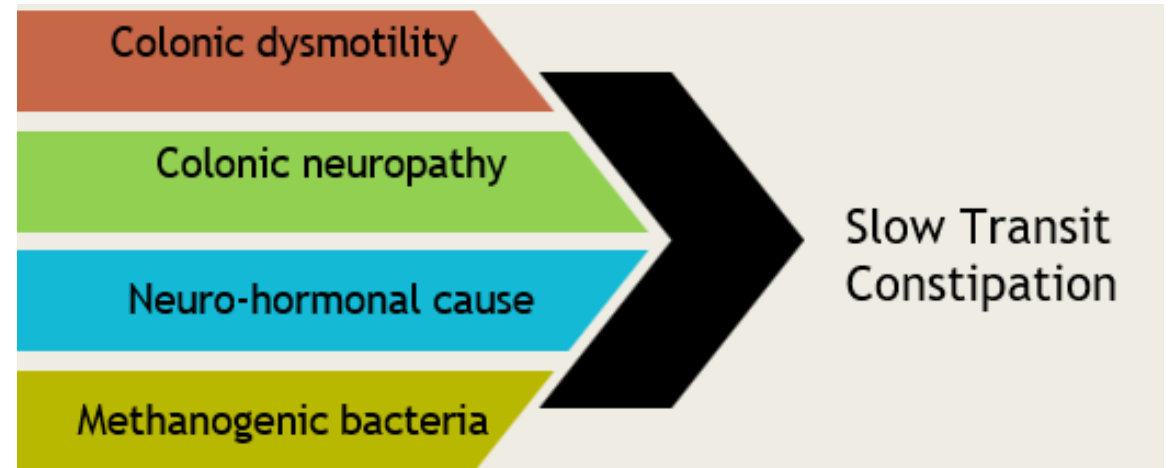 Colonic dysmotility
Colonic neuropathy
Neuro-hormonal cause
Methanogenic bacteria
Slow Transit
Constipation